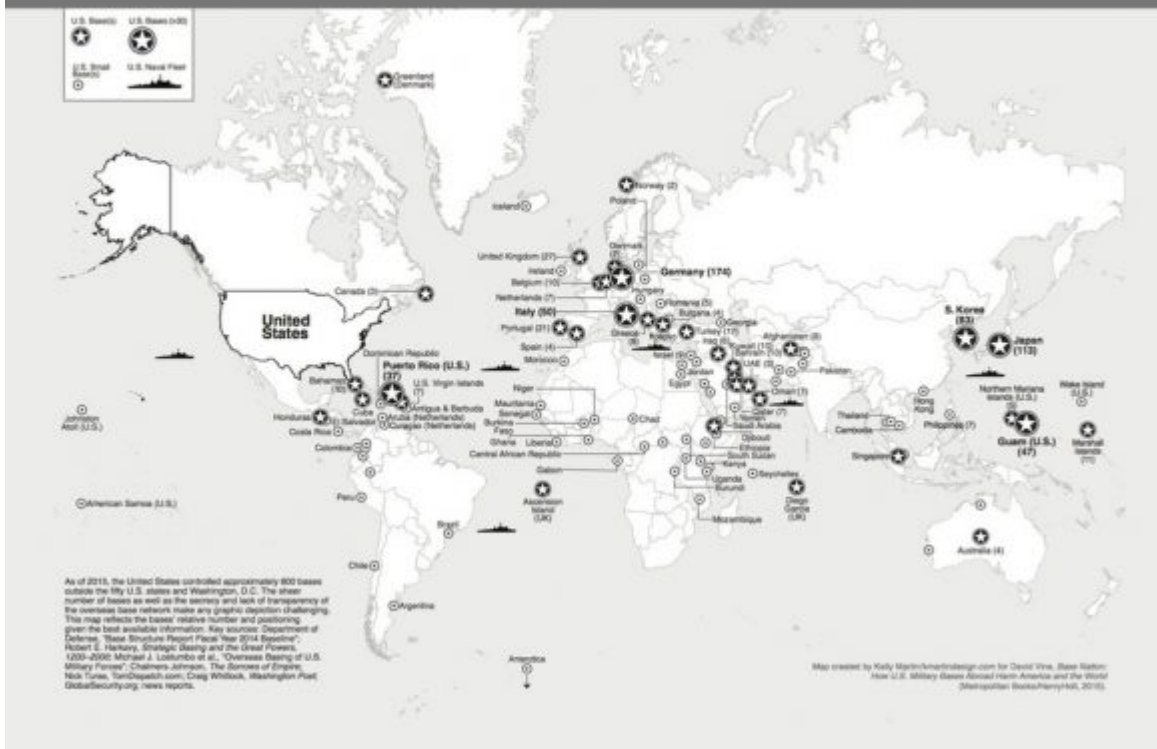 U.S. Base(s)
U.S. Bases (>30)
U.S. Small
Base(s)
U.S. Naval Fleet
Greenland
(Denmark)
Norway (2)
Poland
Iceland
United Kingdom (27)
Denmark
Ireland
Belgium (10)
Germany (174)
Netherlands (7)
Hungary
Canada (3)
Italy (50)
Romania (5)
Bulgaria (4)
Georgia
Portugal (21)
Greece
(8)
Kosovo
Turkey
Afghanistan
Spain (4)
Iraq
Kuwait
Bahrain
Morocco
Israel
UAE
Jordan
Pakistan
Egypt
Oman
Qatar
Yemen
Saudi Arabia
S. Korea
(83)
Japan
(113)
United
States
Dominican Republic
Puerto Rico (U.S.)
(37)
Bahamas
U.S. Virgin Islands
Cuba
Antigua & Barbuda
Honduras
El Salvador
Aruba (Netherlands)
Costa Rica
Curaçao (Netherlands)
Colombia
Johnston
Atoll (U.S.)
Niger
Mauritania
Senegal
Chad
Burkina
Faso
Ghana
Liberia
Djibouti
Ethiopia
Central African Republic
South Sudan
Kenya
Gabon
Uganda
Seychelles
Burundi
Northern Mariana
Islands (U.S.)
Wake Island
(U.S.)
Hong
Kong
Thailand
Philippines
Cambodia
Guam (U.S.)
(47)
Marshall
Islands
(11)
Singapore
American Samoa (U.S.)
Peru
Ascension
Island
(UK)
Diego
Garcia
(UK)
Brazil
Mozambique
Australia (4)
Chile
Argentina
As of 2015, the United States controlled approximately 800 bases
outside the fifty U.S. states and Washington, D.C. The sheer
number of bases as well as the secrecy and lack of transparency of
the overseas base network make any graphic depiction challenging.
This map reflects the bases' relative number and positioning
given the best available information. Key sources: Department of
Defense, "Base Structure Report Fiscal Year 2014 Baseline";
Robert E. Harkavy, Strategic Basing and the Great Powers,
1200–2000; Michael J. Lostumbo et al., "Overseas Basing of U.S.
Military Forces"; Chalmers Johnson, The Sorrows of Empire;
Nick Turse, TomDispatch.com; Craig Whitlock, Washington Post;
GlobalSecurity.org; news reports.
Antarctica
Map created by Kelly Martin/kmartindesign.com for David Vine, Base Nation:
How U.S. Military Bases Abroad Harm America and the World
(Metropolitan Books/Henry Holt, 2015).